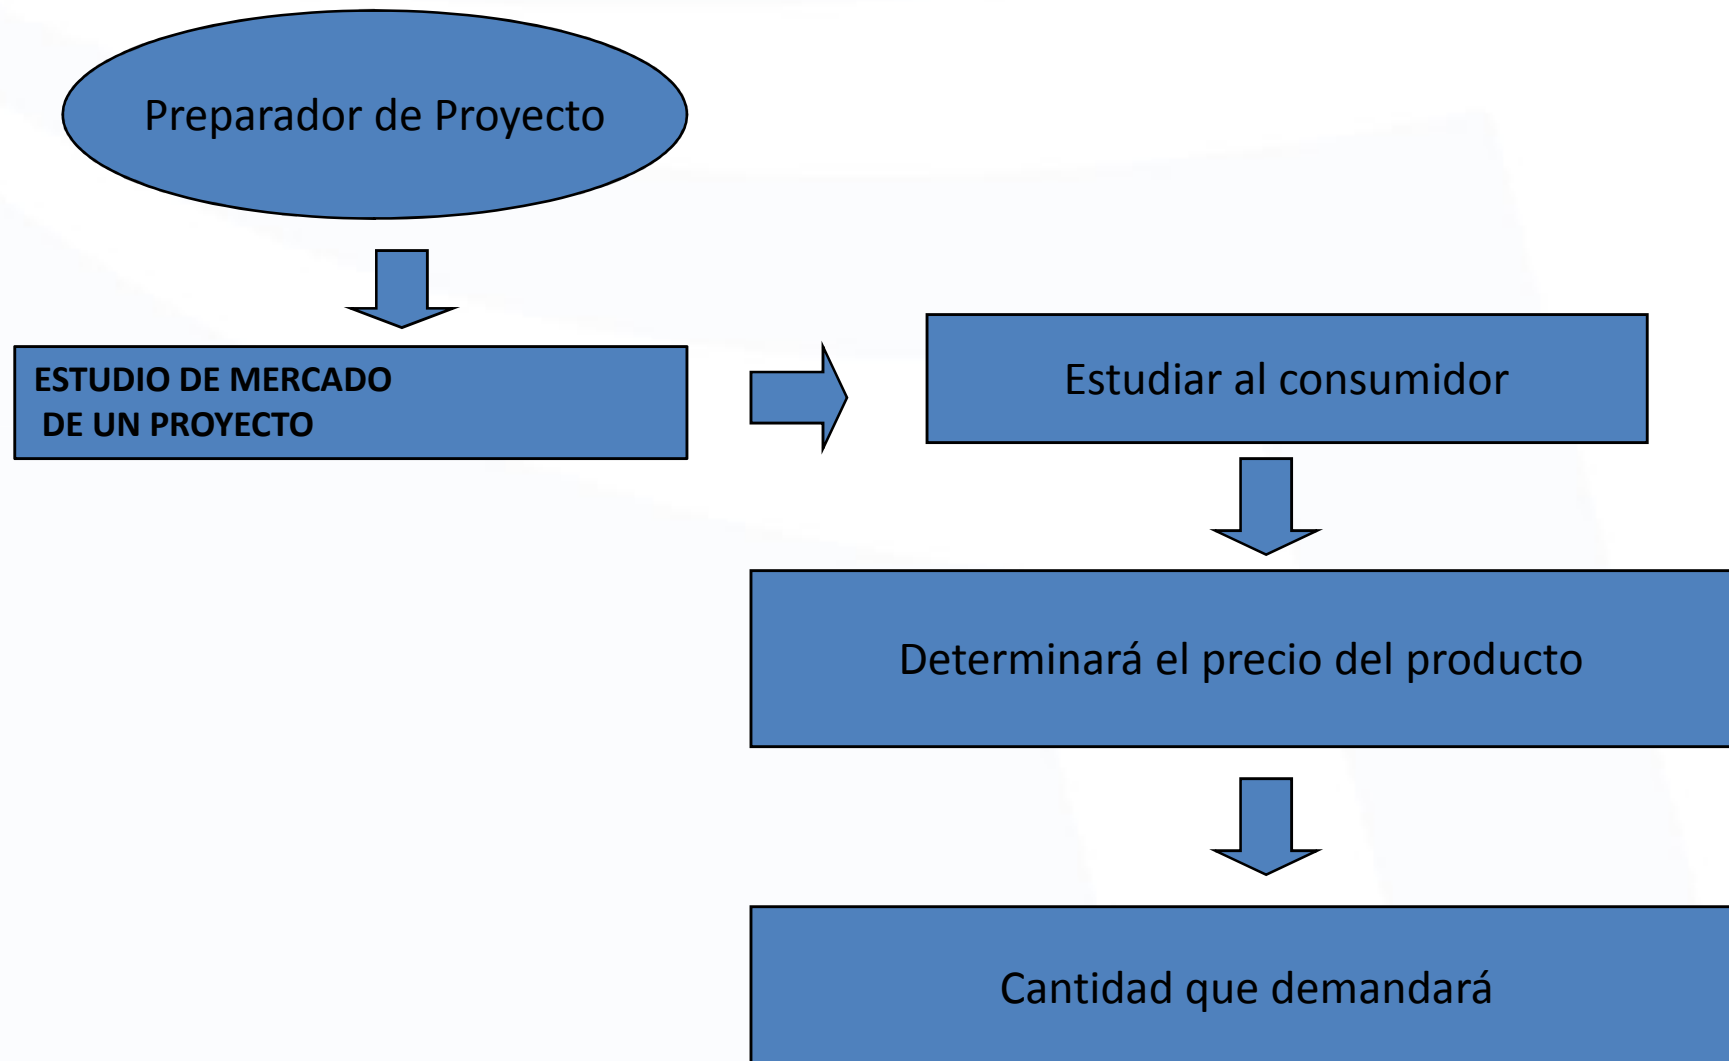 Preparador de Proyecto
ESTUDIO DE MERCADO
DE UN PROYECTO
Estudiar al consumidor
Determinará el precio del producto
Cantidad que demandará